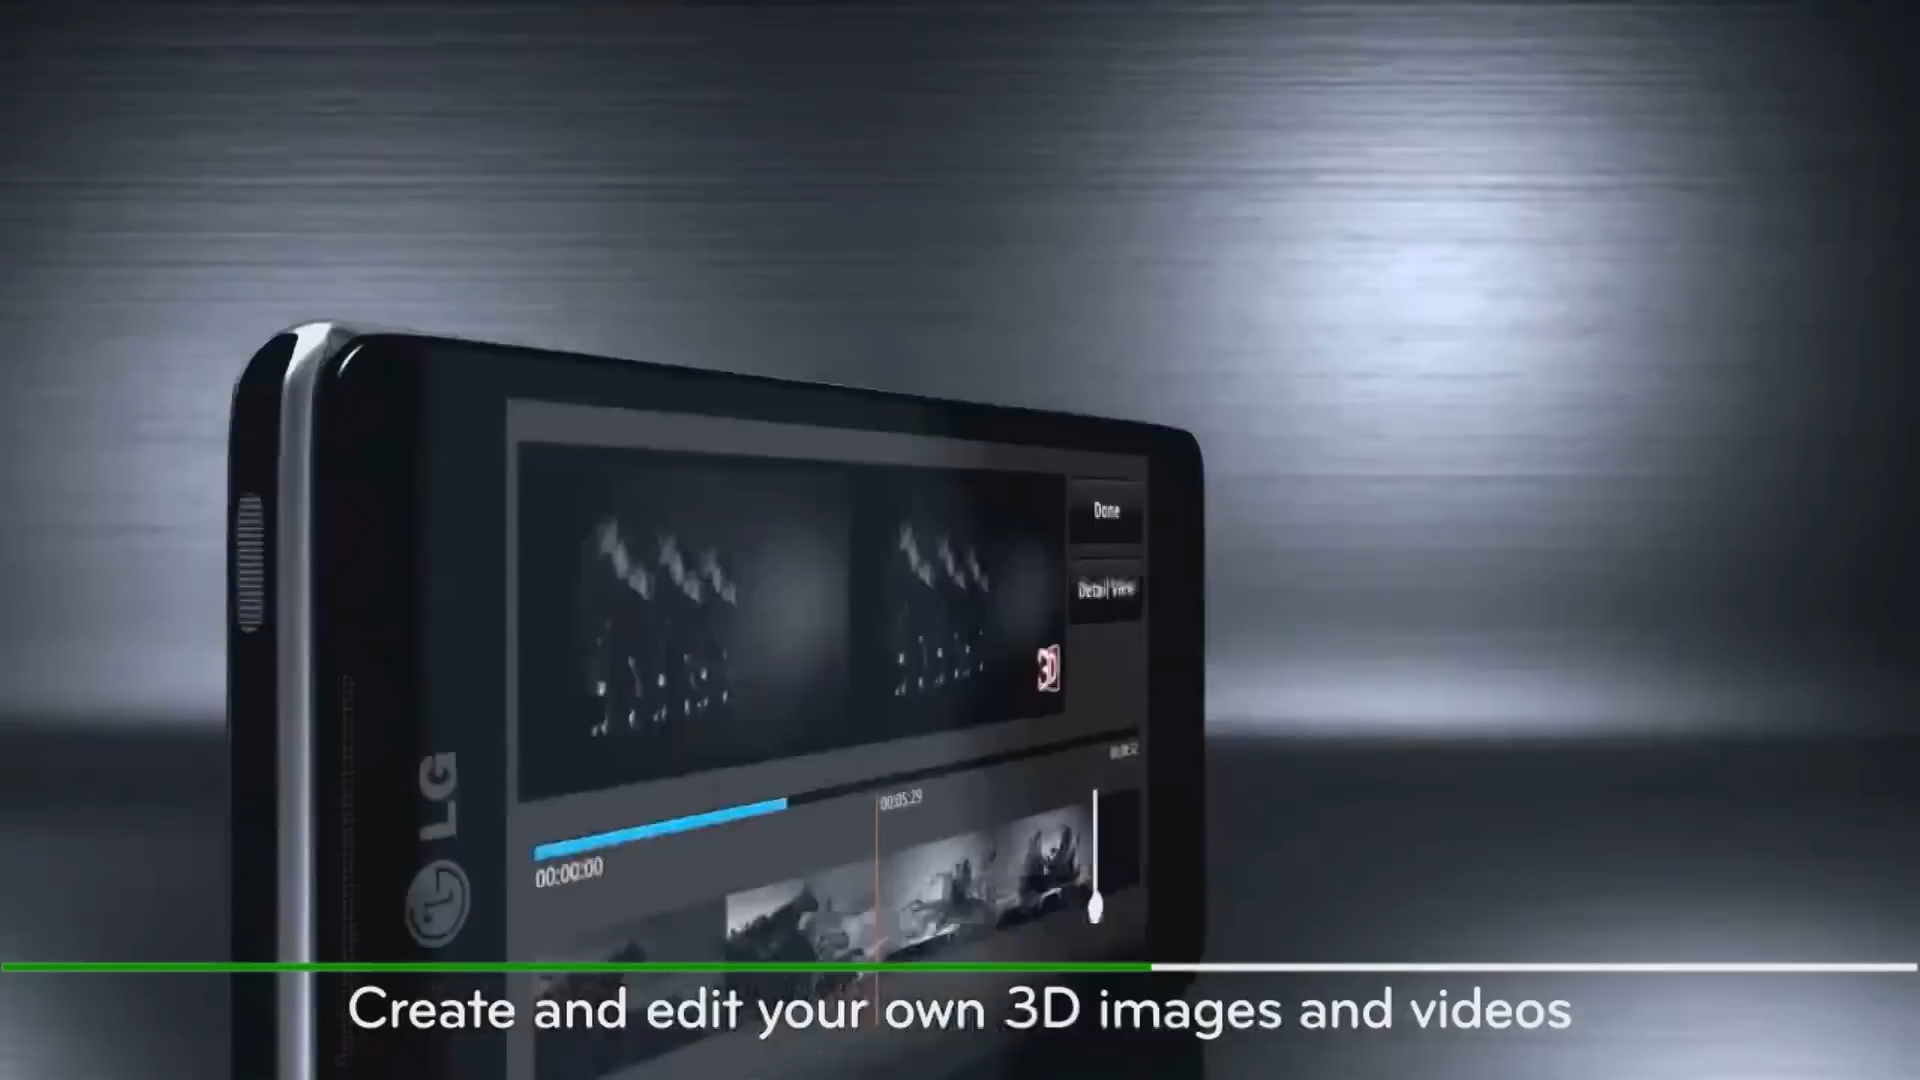 Done
Detail View
3D
00:05:29
00:00:00
LG
Create and edit your own 3D images and videos